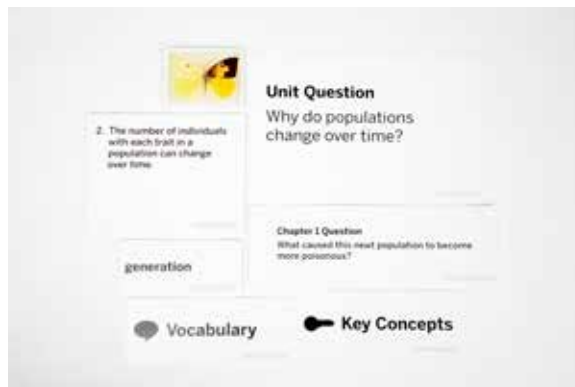 Unit Question
Why do populations
change over time?
2. The number of individuals
with each trait in a
population can change
over time.
Chapter 1 Question
What caused this newt population to become
more poisonous?
generation
Vocabulary
Key Concepts